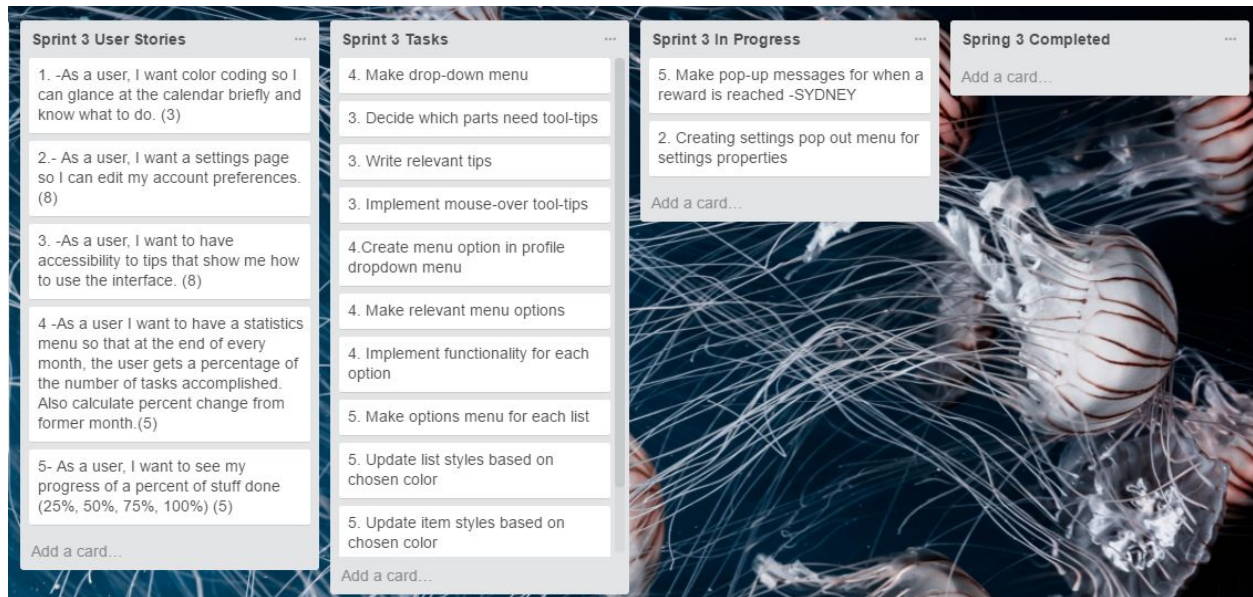 Sprint 3 User Stories
1. -As a user, I want color coding so I
can glance at the calendar briefly and
know what to do. (3)
2.- As a user, I want a settings page
so I can edit my account preferences.
(8)
3. -As a user, I want to have
accessibility to tips that show me how
to use the interface. (8)
4 -As a user I want to have a statistics
menu so that at the end of every
month, the user gets a percentage of
the number of tasks accomplished.
Also calculate percent change from
former month.(5)
5- As a user, I want to see my
progress of a percent of stuff done
(25%, 50%, 75%, 100%) (5)
Add a card...
Sprint 3 Tasks
4. Make drop-down menu
3. Decide which parts need tool-tips
3. Write relevant tips
3. Implement mouse-over tool-tips
4.Create menu option in profile
dropdown menu
4. Make relevant menu options
4. Implement functionality for each
option
5. Make options menu for each list
5. Update list styles based on
chosen color
5. Update item styles based on
chosen color
Add a card...
Sprint 3 In Progress
5. Make pop-up messages for when a
reward is reached -SYDNEY
2. Creating settings pop out menu for
settings properties
Add a card...
Spring 3 Completed
Add a card...